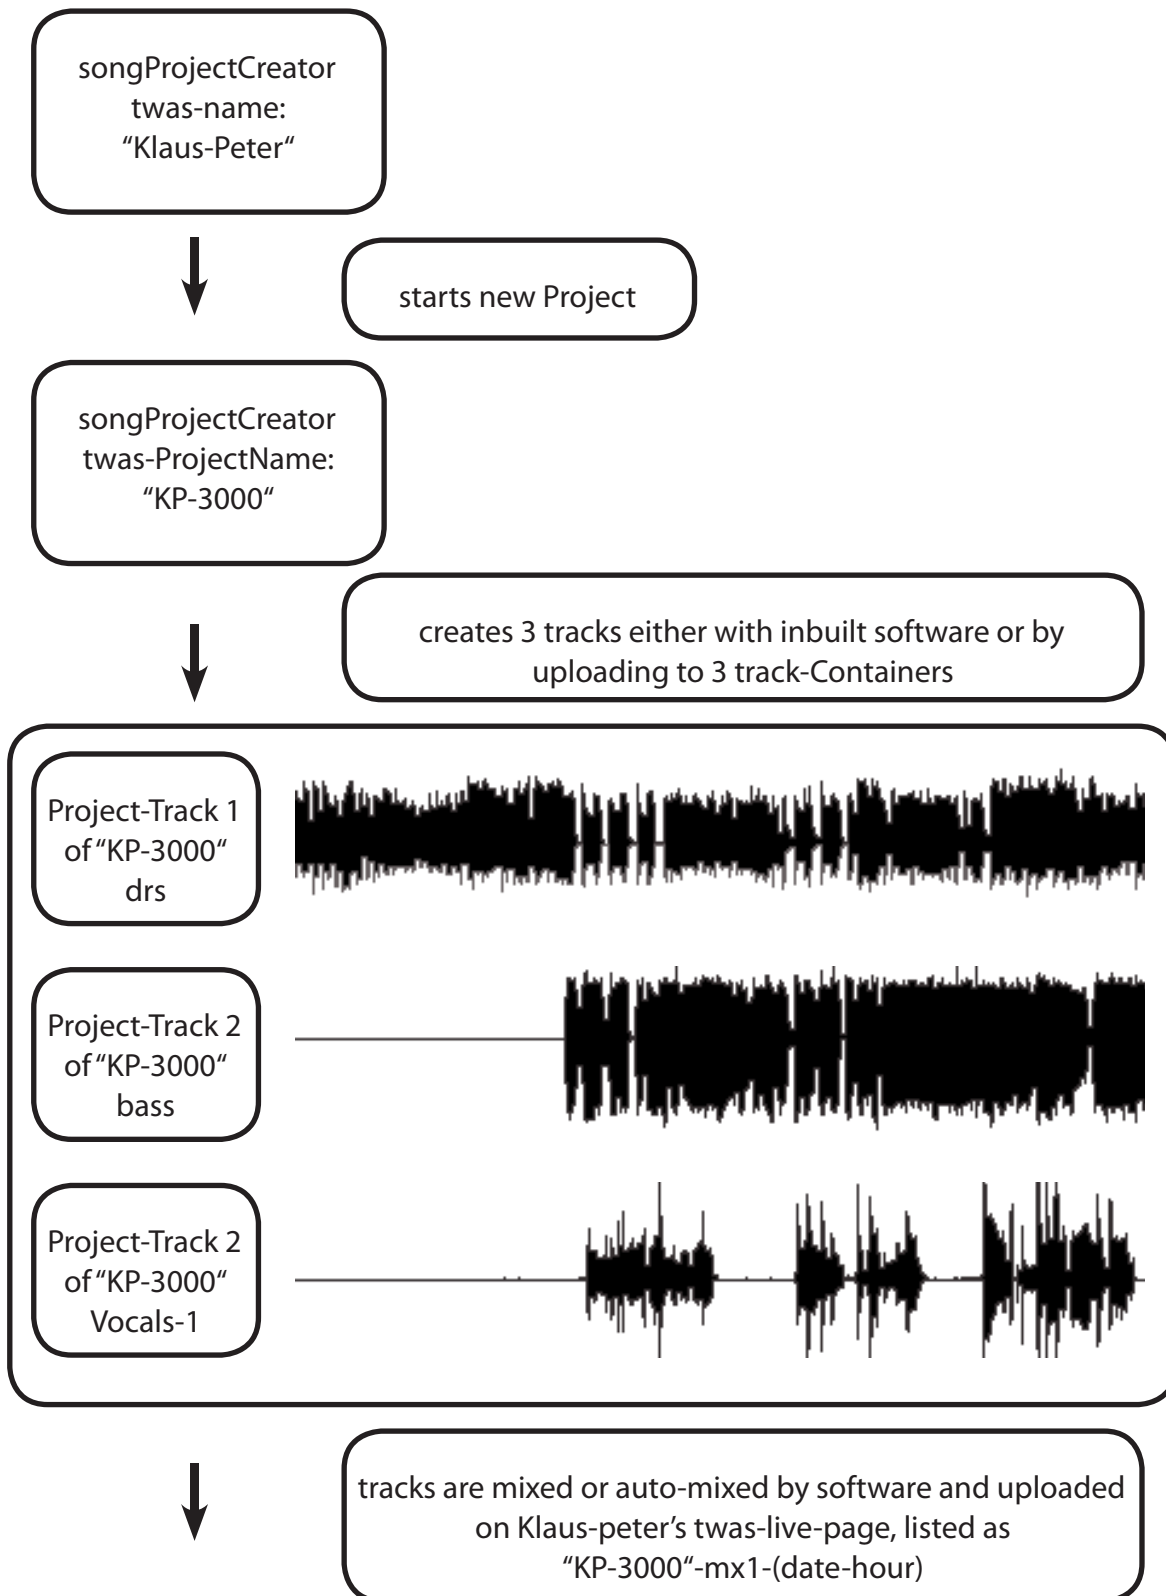 songProjectCreator
twas-name:
“Klaus-Peter“
starts new Project
songProjectCreator
twas-ProjectName:
“KP-3000“
creates 3 tracks either with inbuilt software or by
uploading to 3 track-Containers
Project-Track 1
of “KP-3000“
drs
Project-Track 2
of “KP-3000“
bass
Project-Track 2
of “KP-3000“
Vocals-1
tracks are mixed or auto-mixed by software and uploaded
on Klaus-peter’s twas-live-page, listed as
“KP-3000“-mx1-(date-hour)